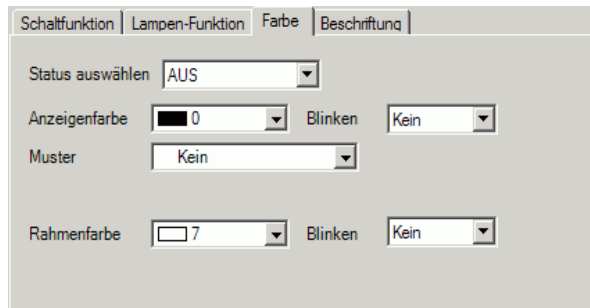 Schaltfunktion Lampen-Funktion Farbe Beschriftung
Status auswählen AUS
Anzeigenfarbe 0 Blinken Kein
Muster Kein
Rahmenfarbe 7 Blinken Kein